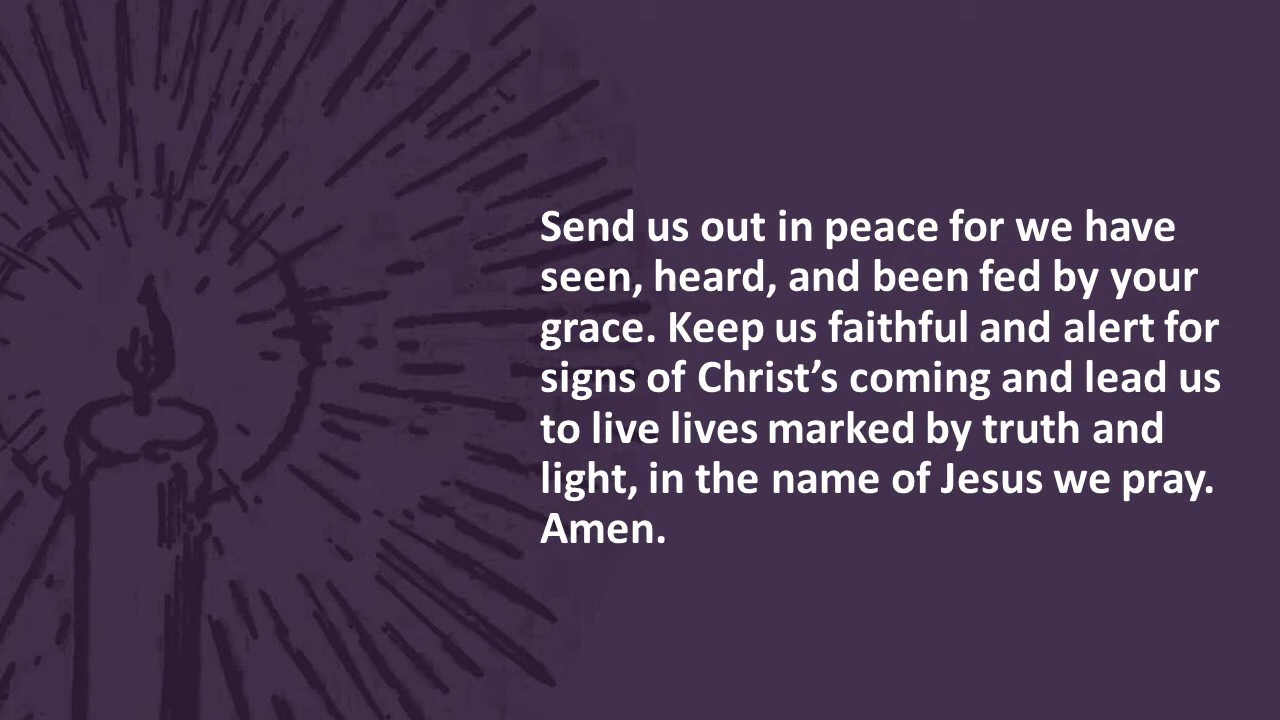 Send us out in peace for we have
seen, heard, and been fed by your
grace. Keep us faithful and alert for
signs of Christ’s coming and lead us
to live lives marked by truth and
light, in the name of Jesus we pray.
Amen.